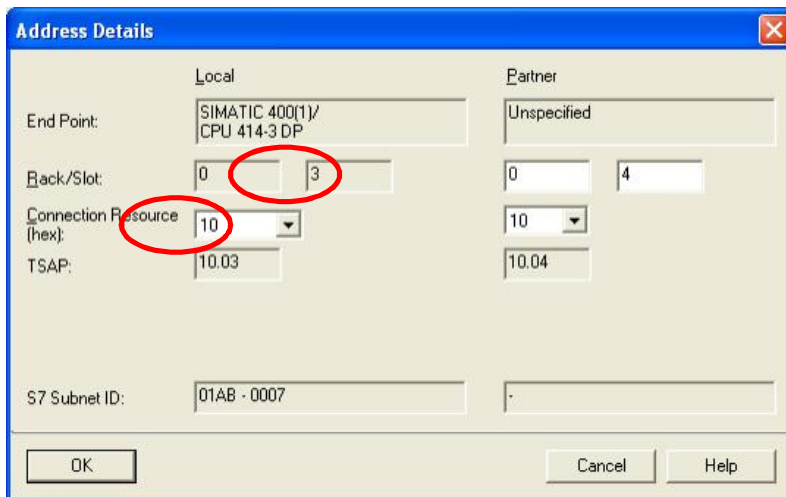 Address Details
Local Partner
End Point: SIMATIC 400(1)/ Unspecified
CPU 414-3 DP
Rack/Slot: 0 3 0 4
Connection Resource
(hex): 10 10
TSAP: 10.03 10.04
S7 Subnet ID: 01AB - 0007 -
OK Cancel Help